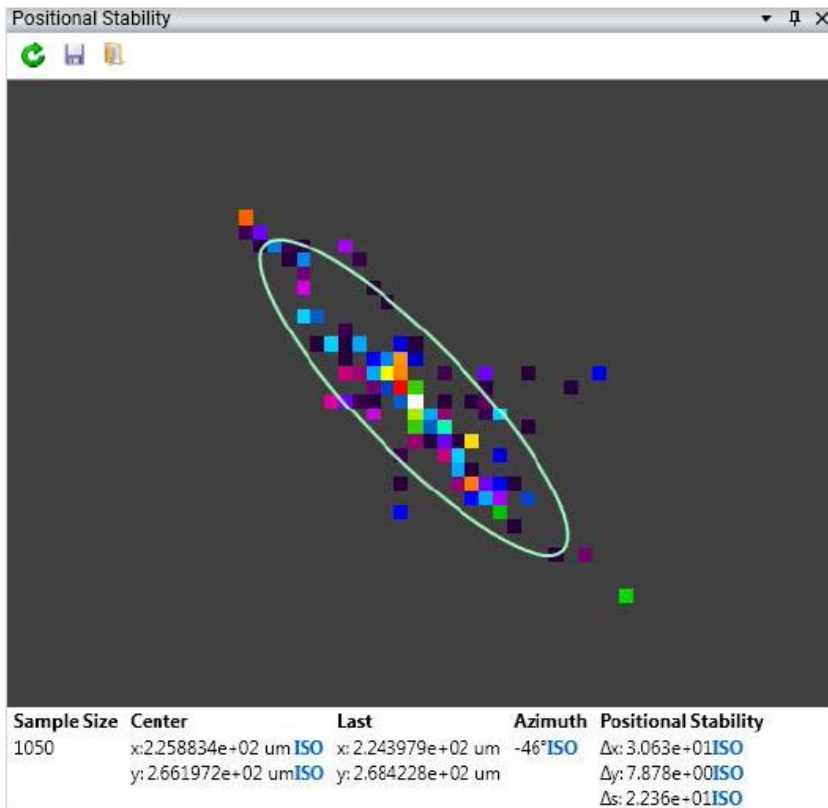 Positional Stability
Sample Size Center Last Azimuth Positional Stability
1050 x:2.258834e+02 um ISO x: 2.243979e+02 um -46°ISO Δx: 3.063e+01ISO
y: 2.661972e+02 umISO y: 2.684228e+02 um Δy: 7.878e+00ISO
Δs: 2.236e+01ISO